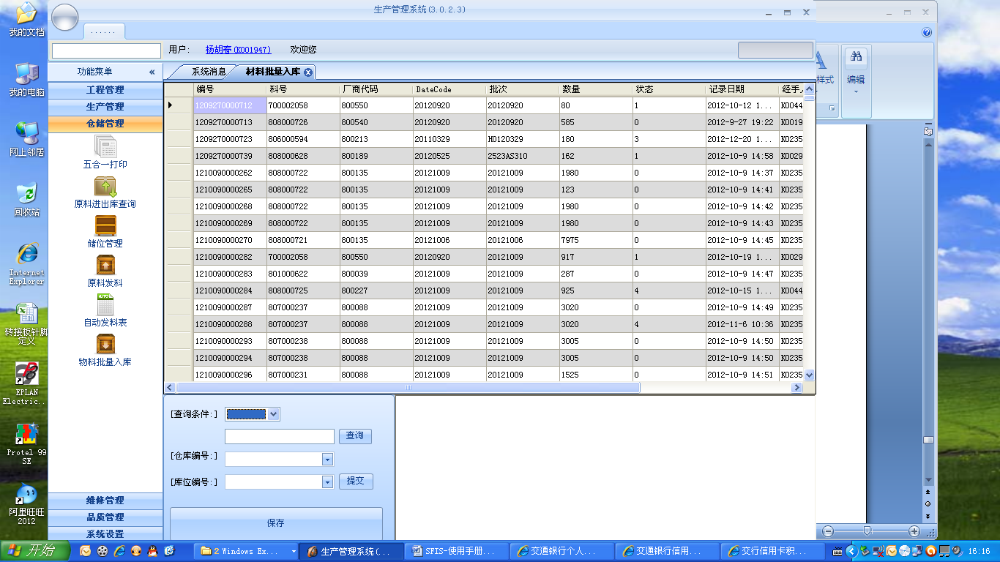 生产管理系统(3.0.2.3)
······
用户: 杨胡春(K001947) 欢迎您
功能菜单 «
工程管理
生产管理
仓储管理
五合一打印
原料进出库查询
储位管理
原料发料
自动发料表
物料批量入库
维修管理
品质管理
系统设置
系统消息 材料批量入库
编号 料号 厂商代码 DateCode 批次 数量 状态 记录日期 经手人
1209270000712 700002058 800550 20120920 20120920 80 1 2012-10-12 1... K0044
1209270000713 808000726 800540 20120920 20120920 585 0 2012-9-27 19:22 K0019
1209270000723 806000594 800213 20110329 H0120329 180 3 2012-12-20 1... K0235
1209270000739 808000628 800189 20120525 2523AS310 162 1 2012-10-9 14:58 K0029
1210090000262 808000722 800135 20121009 20121009 1980 0 2012-10-9 14:37 K0235
1210090000265 808000722 800135 20121009 20121009 123 0 2012-10-9 14:41 K0235
1210090000268 808000722 800135 20121009 20121009 1980 0 2012-10-9 14:42 K0235
1210090000269 808000722 800135 20121009 20121009 1980 0 2012-10-9 14:43 K0235
1210090000270 808000721 800135 20121006 20121006 7975 0 2012-10-9 14:45 K0235
1210090000282 700002058 800550 20120920 20121009 917 1 2012-10-19 1... K0029
1210090000283 801000622 800039 20121009 20121009 287 0 2012-10-9 14:47 K0235
1210090000284 808000725 800227 20121009 20121009 925 4 2012-10-15 1... K0044
1210090000287 807000237 800088 20121009 20121009 3020 0 2012-10-9 14:49 K0235
1210090000288 807000237 800088 20121009 20121009 3020 4 2012-11-6 10:36 K0235
1210090000293 807000238 800088 20121009 20121009 3005 0 2012-10-9 14:50 K0235
1210090000294 807000238 800088 20121009 20121009 3005 0 2012-10-9 14:50 K0235
1210090000296 807000231 800088 20121009 20121009 1525 0 2012-10-9 14:51 K0235
[查询条件:]
查询
[仓库编号:]
[库位编号:] 提交
保存
样式
编辑
我的文档
我的电脑
网上邻居
回收站
Internet
Explorer
转接板针脚
定义
EPLAN
Electric...
Protel 99
SE
阿里旺旺
2012
开始 2 Windows Ex... 生产管理系统(... SFIS-使用手册... 交通银行个人... 交通银行信用... 交行信用卡积... 16:16